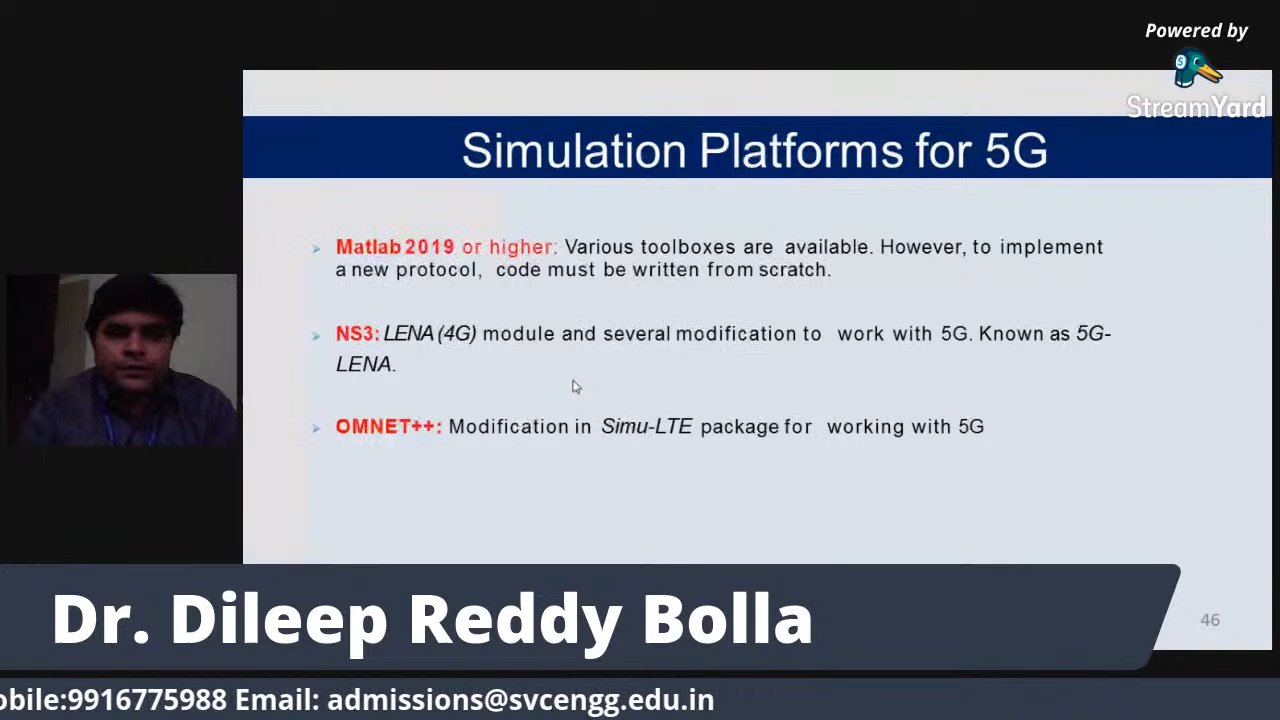 Powered by
StreamYard
Simulation Platforms for 5G
Matlab 2019 or higher: Various toolboxes are available. However, to implement
a new protocol, code must be written from scratch.
NS3: LENA (4G) module and several modification to work with 5G. Known as 5G-
LENA.
OMNET++: Modification in Simu-LTE package for working with 5G
Dr. Dileep Reddy Bolla
46
obile:9916775988 Email: admissions@svcengg.edu.in